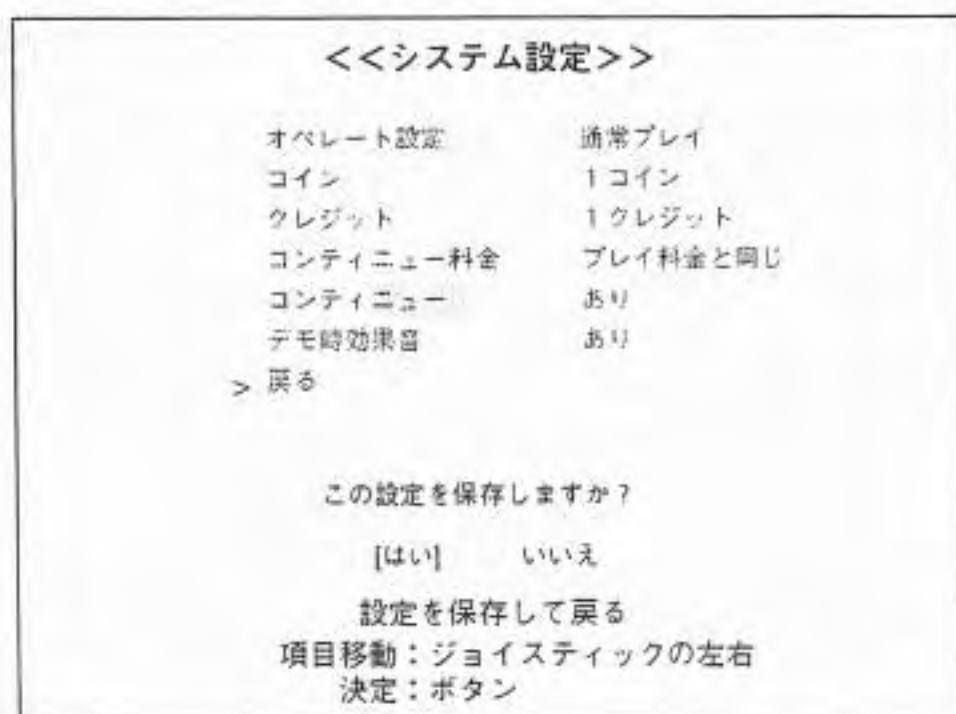 <<システム設定>>
オペレート設定 通常プレイ
コイン 1コイン
クレジット 1クレジット
コンティニュー料金 プレイ料金と同じ
コンティニュー あり
デモ時効果音 あり
> 戻る
この設定を保存しますか?
[はい] いいえ
設定を保存して戻る
項目移動:ジョイスティックの左右
決定:ボタン